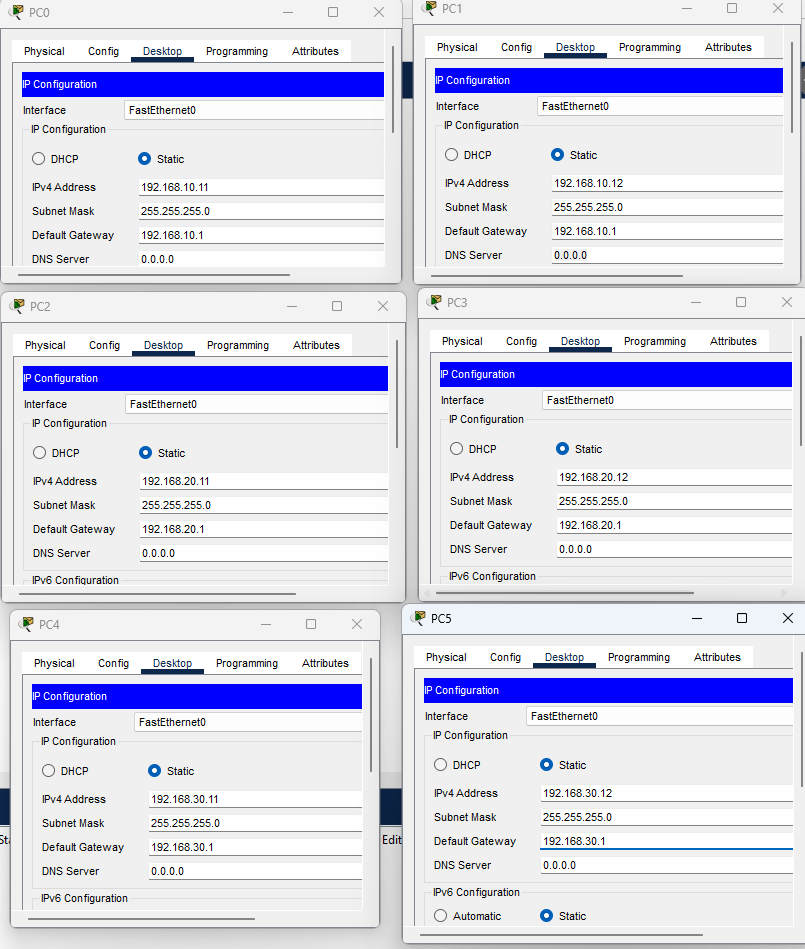 PC0
Physical Config Desktop Programming Attributes
IP Configuration
Interface FastEthernet0
IP Configuration
DHCP Static
IPv4 Address 192.168.10.11
Subnet Mask 255.255.255.0
Default Gateway 192.168.10.1
DNS Server 0.0.0.0
PC1
Physical Config Desktop Programming Attributes
IP Configuration
Interface FastEthernet0
IP Configuration
DHCP Static
IPv4 Address 192.168.10.12
Subnet Mask 255.255.255.0
Default Gateway 192.168.10.1
DNS Server 0.0.0.0
PC2
Physical Config Desktop Programming Attributes
IP Configuration
Interface FastEthernet0
IP Configuration
DHCP Static
IPv4 Address 192.168.20.11
Subnet Mask 255.255.255.0
Default Gateway 192.168.20.1
DNS Server 0.0.0.0
IPv6 Configuration
PC3
Physical Config Desktop Programming Attributes
IP Configuration
Interface FastEthernet0
IP Configuration
DHCP Static
IPv4 Address 192.168.20.12
Subnet Mask 255.255.255.0
Default Gateway 192.168.20.1
DNS Server 0.0.0.0
IPv6 Configuration
PC4
Physical Config Desktop Programming Attributes
IP Configuration
Interface FastEthernet0
IP Configuration
DHCP Static
IPv4 Address 192.168.30.11
Subnet Mask 255.255.255.0
Default Gateway 192.168.30.1
DNS Server 0.0.0.0
IPv6 Configuration
PC5
Physical Config Desktop Programming Attributes
IP Configuration
Interface FastEthernet0
IP Configuration
DHCP Static
IPv4 Address 192.168.30.12
Subnet Mask 255.255.255.0
Default Gateway 192.168.30.1
DNS Server 0.0.0.0
IPv6 Configuration
Automatic Static
Edit